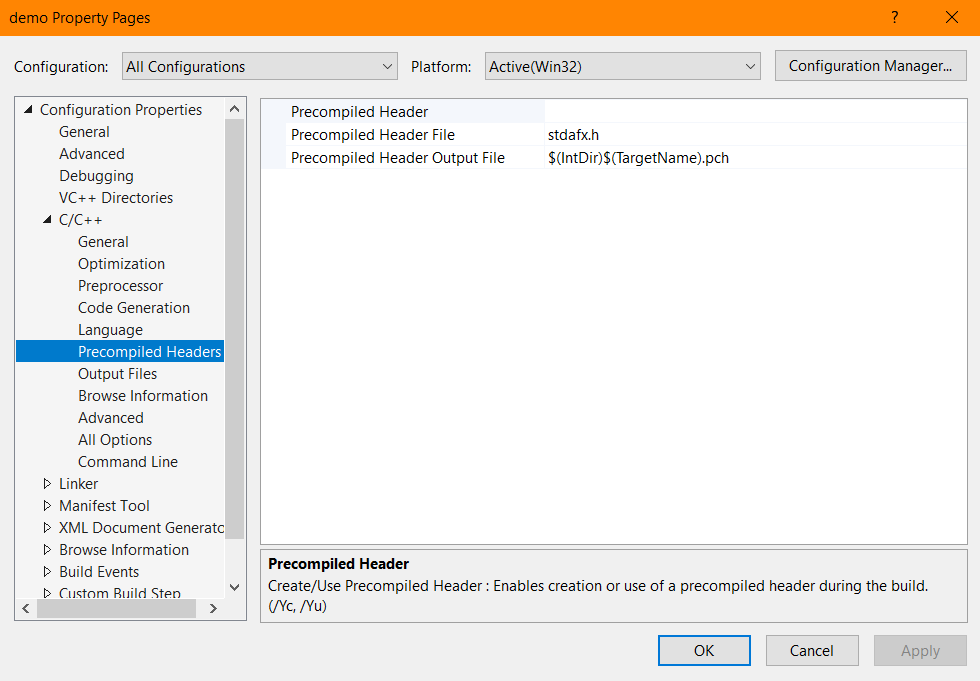 demo Property Pages
?
Configuration:
All Configurations
Platform:
Active(Win32)
Configuration Manager...
Configuration Properties
General
Advanced
Debugging
VC++ Directories
C/C++
General
Optimization
Preprocessor
Code Generation
Language
Precompiled Headers
Output Files
Browse Information
Advanced
All Options
Command Line
Linker
Manifest Tool
XML Document Generato
Browse Information
Build Events
Custom Build Step
Precompiled Header
Precompiled Header File stdafx.h
Precompiled Header Output File $(IntDir)$(TargetName).pch
Precompiled Header
Create/Use Precompiled Header : Enables creation or use of a precompiled header during the build.
(/Yc, /Yu)
OK
Cancel
Apply